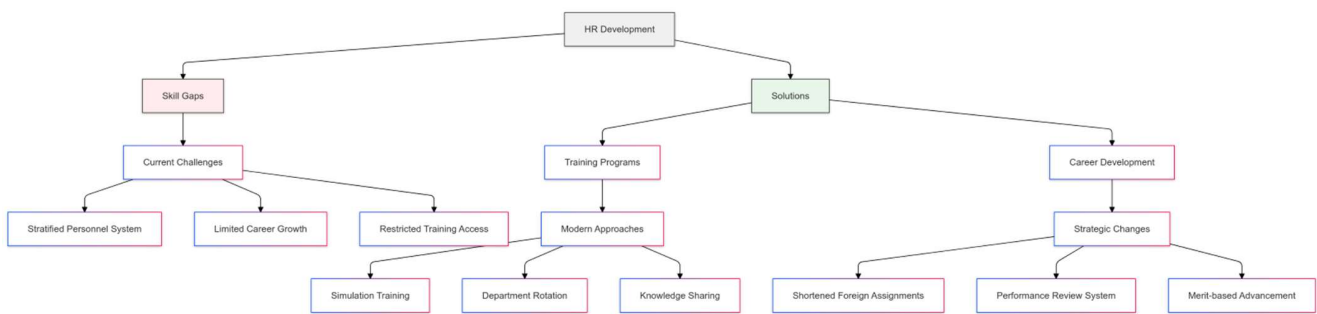 HR Development
Skill Gaps
Solutions
Current Challenges
Training Programs
Career Development
Stratified Personnel System
Limited Career Growth
Restricted Training Access
Modern Approaches
Strategic Changes
Simulation Training
Department Rotation
Knowledge Sharing
Shortened Foreign Assignments
Performance Review System
Merit-based Advancement